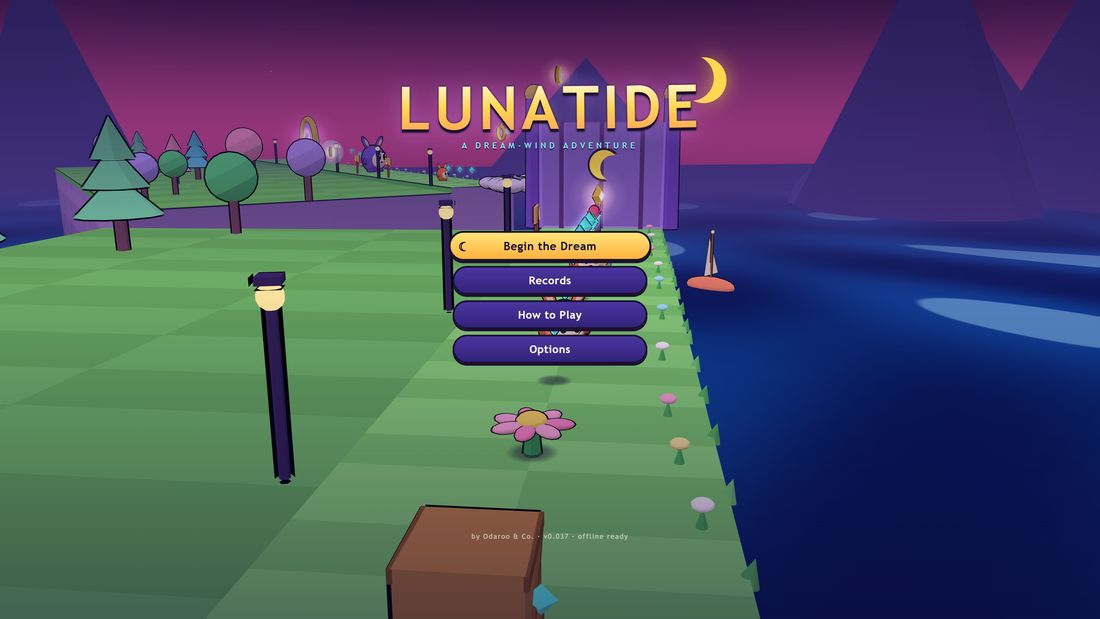 LUNATIDE
A DREAM-WIND ADVENTURE
Begin the Dream
Records
How to Play
Options
by Odaroo & Co. · v0.037 · offline ready